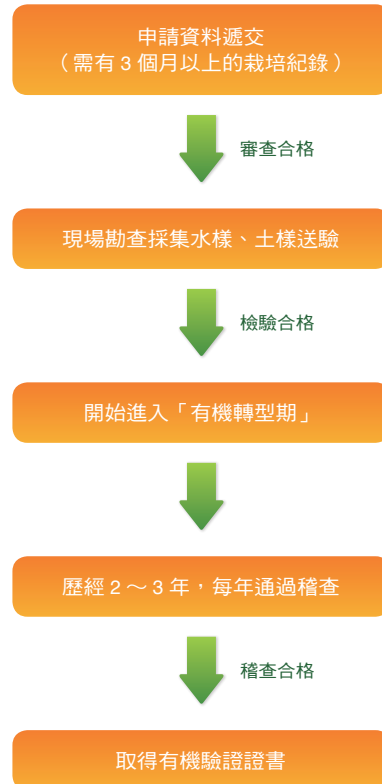 申請資料遞交
（需有 3 個月以上的栽培紀錄）
審查合格
現場勘查採集水樣、土樣送驗
檢驗合格
開始進入「有機轉型期」
歷經 2～3 年，每年通過稽查
稽查合格
取得有機驗證證書